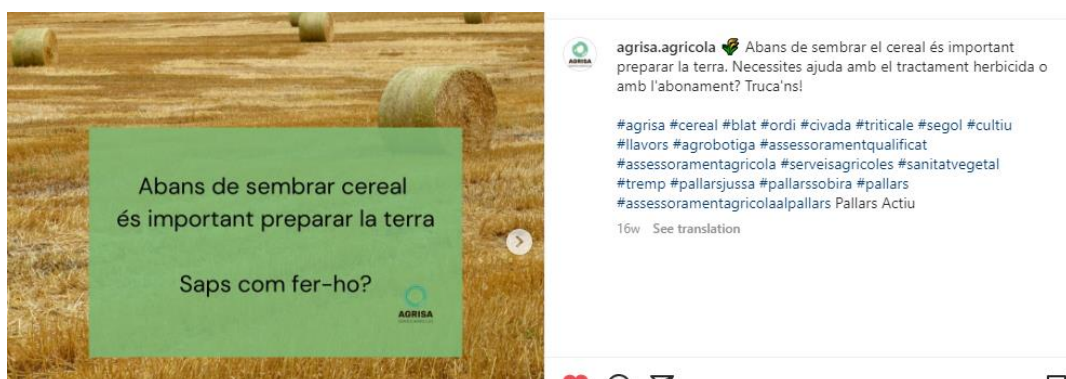 Abans de sembrar cereal
és important preparar la terra
Saps com fer-ho?
AGRISA
agrisa.agricola Abans de sembrar el cereal és important
preparar la terra. Necessites ajuda amb el tractament herbicida o
amb l'abonament? Truca'ns!
#agrisa #cereal #blat #ordi #civada #triticale #segol #cultiu
#llavors #agrobotiga #assessoramentqualificat
#assessoramentagricola #serveisagricoles #sanitatvegetal
#tremp #pallarsjussa #pallarssobira #pallars
#assessoramentagricolaalpallars Pallars Actiu
16w See translation
AGRISA